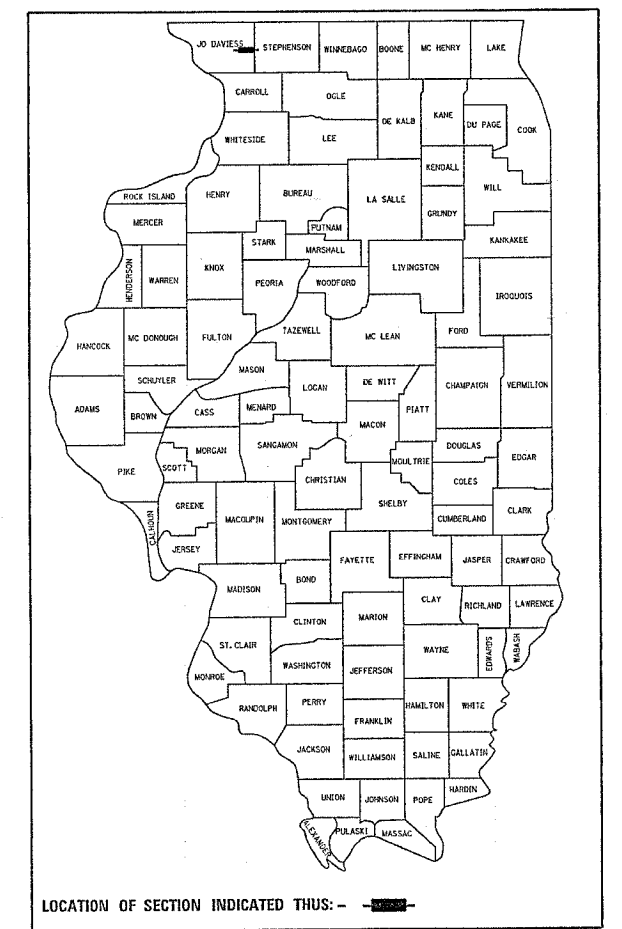 JO DAVIESS STEPHENSON WINNEBAGO BOONE MC HENRY LAKE
CARROLL OGLE DE KALB KANE DU PAGE COOK
WHITESIDE LEE
KENDALL WILL
ROCK ISLAND HENRY BUREAU LA SALLE GRUNDY
MERCER PUTNAM
STARK MARSHALL KANKAKEE
HENDERSON WARREN KNOX PEORIA WOODFORD LIVINGSTON IROQUOIS
HANCOCK MC DONOUGH FULTON TAZEWELL MC LEAN FORD
MASON
SCHUYLER LOGAN DE WITT CHAMPAIGN VERMILION
ADAMS BROWN CASS MENARD PIATT
MACON
MORGAN SANGAMON DOUGLAS EDGAR
PIKE SCOTT MOULTRIE
CHRISTIAN COLES
GREENE MACOUPIN MONTGOMERY SHELBY CLARK
CALHOUN CUMBERLAND
JERSEY FAYETTE EFFINGHAM JASPER CRAWFORD
MADISON BOND CLAY RICHLAND LAWRENCE
CLINTON MARION
ST. CLAIR WAYNE EDWARDS WABASH
WASHINGTON JEFFERSON
MONROE
RANDOLPH PERRY HAMILTON WHITE
FRANKLIN
JACKSON WILLIAMSON SALINE GALLATIN
UNION JOHNSON POPE HARDIN
ALEXANDER PULASKI MASSAC
LOCATION OF SECTION INDICATED THUS: -